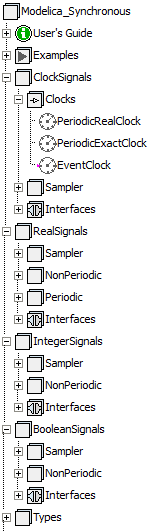 Modelica_Synchronous
User's Guide
Examples
ClockSignals
Clocks
PeriodicRealClock
PeriodicExactClock
EventClock
Sampler
Interfaces
RealSignals
Sampler
NonPeriodic
Periodic
Interfaces
IntegerSignals
Sampler
NonPeriodic
Interfaces
BooleanSignals
Sampler
NonPeriodic
Interfaces
Types